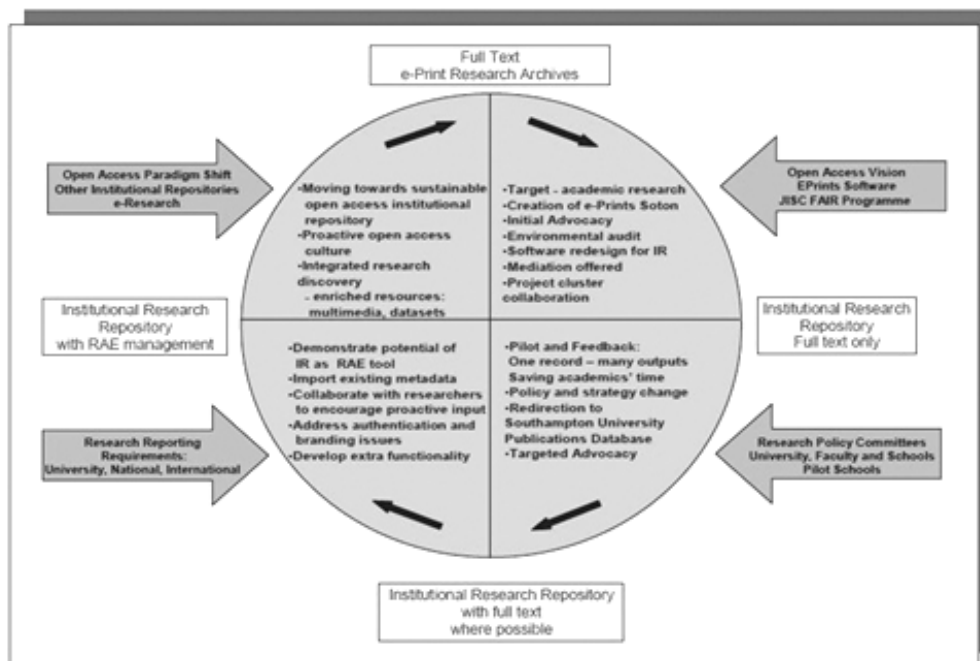 Full Text
e-Print Research Archives
Open Access Paradigm Shift
Other Institutional Repositories
e-Research
•Moving towards sustainable
open access institutional
repository
•Proactive open access
culture
•Integrated research
discovery
- enriched resources:
multimedia, datasets
•Target - academic research
•Creation of e-Prints Soton
•Initial Advocacy
•Environmental audit
•Software redesign for IR
•Mediation offered
•Project cluster
collaboration
Open Access Vision
EPrints Software
JISC FAIR Programme
Institutional Research
Repository
with RAE management
Institutional Research
Repository
Full text only
•Demonstrate potential of
IR as RAE tool
•Import existing metadata
•Collaborate with researchers
to encourage proactive input
•Address authentication and
branding issues
•Develop extra functionality
•Pilot and Feedback:
One record – many outputs
Saving academics' time
•Policy and strategy change
•Redirection to
Southampton University
Publications Database
•Targeted Advocacy
Research Reporting
Requirements:
University, National, International
Research Policy Committees
University, Faculty and Schools
Pilot Schools
Institutional Research Repository
with full text
where possible